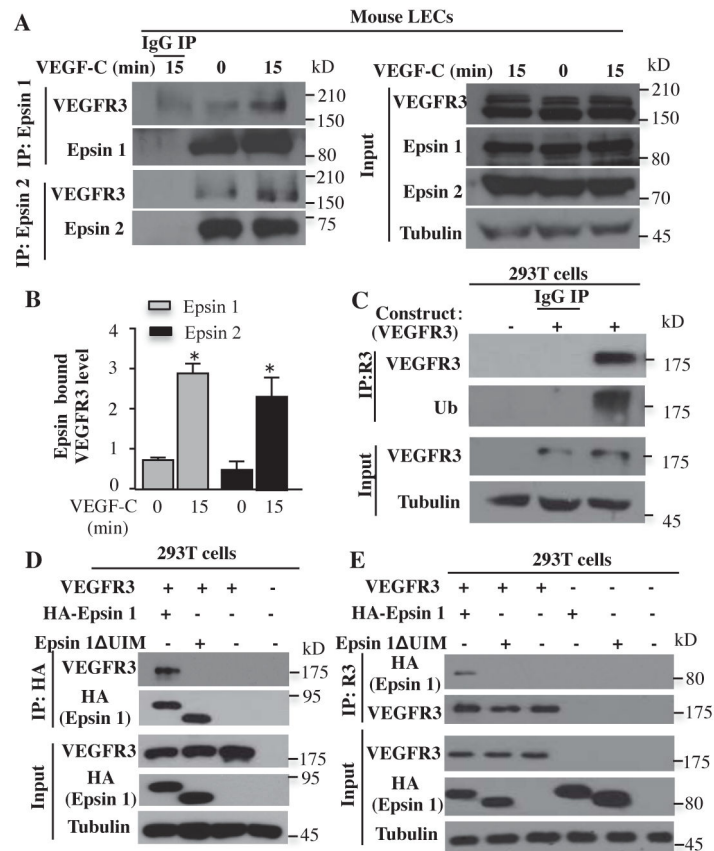 A
Mouse LECs
IgG IP
VEGF-C (min) 15 0 15 kD
IP: Epsin 1
VEGFR3
210
150
Epsin 1
80
IP: Epsin 2
VEGFR3
210
150
Epsin 2
75
VEGF-C (min) 15 0 15 kD
Input
VEGFR3
210
150
Epsin 1
80
Epsin 2
70
Tubulin
45
B
Epsin 1
Epsin 2
Epsin bound
VEGFR3 level
4
3
2
1
0
* *
VEGF-C 0 15 0 15
(min)
C
293T cells
IgG IP
Construct:
(VEGFR3) - + + kD
IP:R3
VEGFR3
175
Ub
175
Input
VEGFR3
175
Tubulin
45
D
293T cells
VEGFR3 + + + -
HA-Epsin 1 + - - -
Epsin 1ΔUIM - + - - kD
IP: HA
VEGFR3
175
HA
(Epsin 1)
95
Input
VEGFR3
175
HA
(Epsin 1)
95
Tubulin
45
E
293T cells
VEGFR3 + + + - - -
HA-Epsin 1 + - - + - -
Epsin 1ΔUIM - + - - + - kD
IP: R3
HA
(Epsin 1)
80
VEGFR3
175
Input
VEGFR3
175
HA
(Epsin 1)
80
Tubulin
45